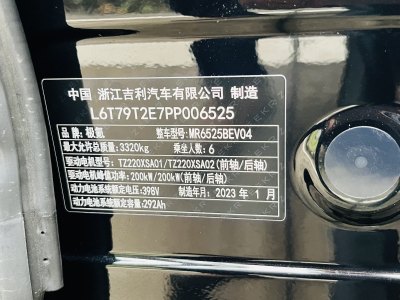 中国 浙江吉利汽车有限公司 制造
L6T79T2E7PP006525
品牌：极氪 整车型号：MR6525BEV04
最大允许总质量：3320kg 乘坐人数：6
驱动电机型号：TZ220XSA01/TZ220XSA02(前轴/后轴)
驱动电机峰值功率：200kW/200kW(前轴/后轴)
动力电池系统额定电压：398V 制造年月：2023年1月
动力电池系统额定容量：292Ah